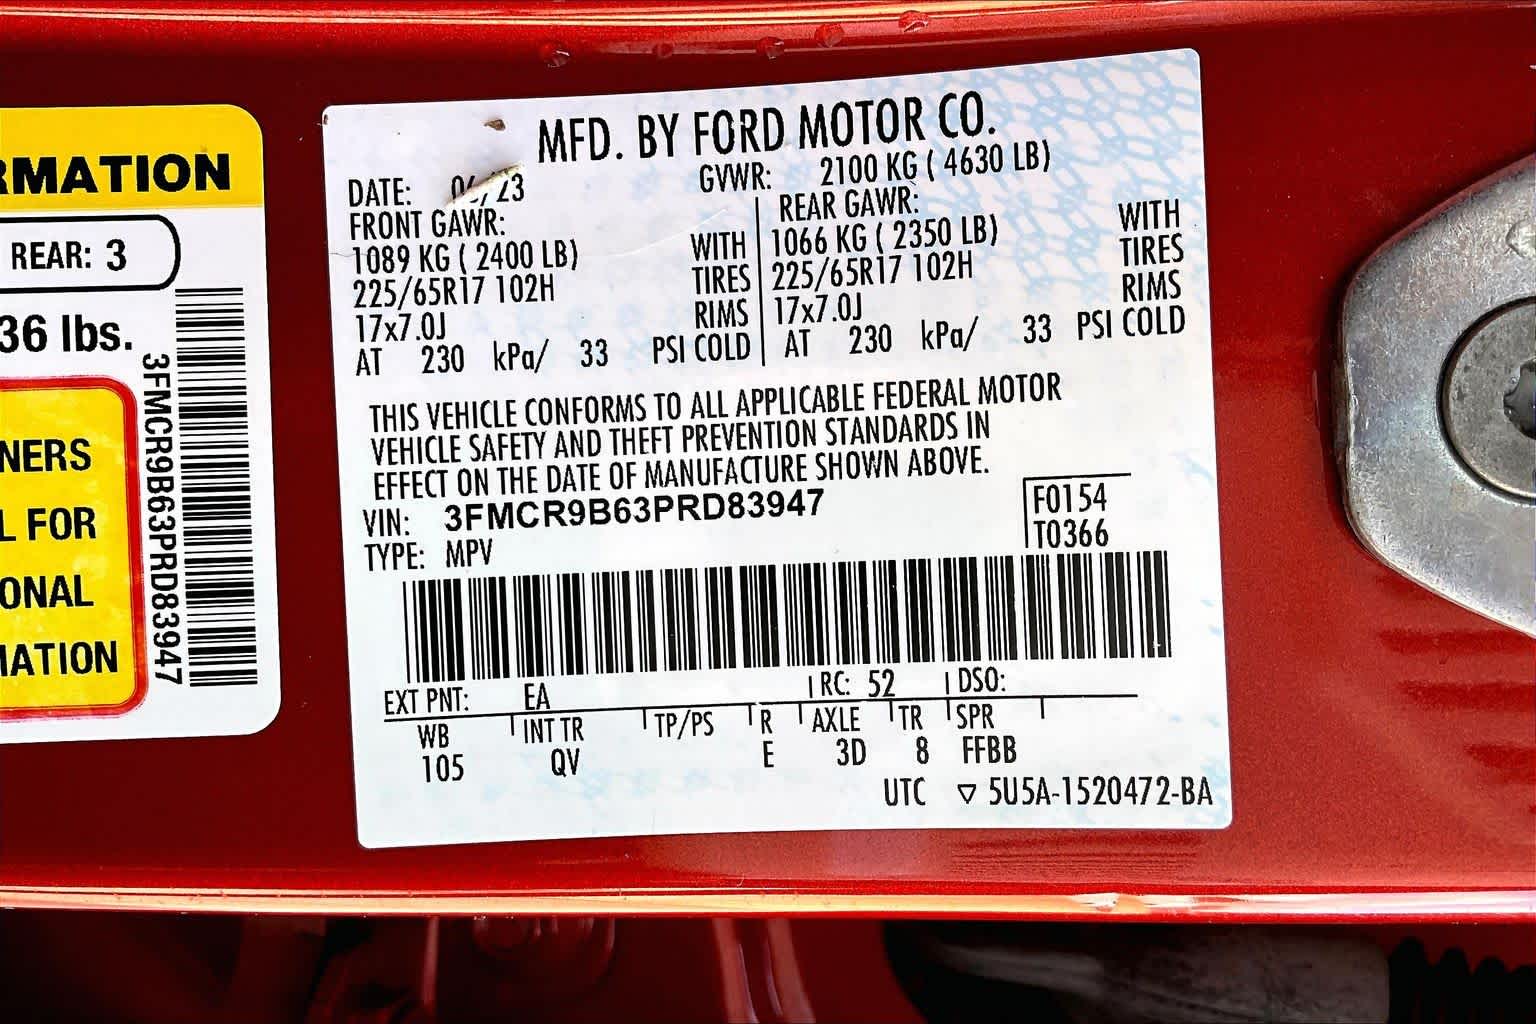 RMATION
REAR: 3
36 lbs.
NERS
L FOR
ONAL
IATION
3FMCR9B63PRD83947
MFD. BY FORD MOTOR CO.
DATE: 06/23 GVWR: 2100 KG ( 4630 LB)
FRONT GAWR: REAR GAWR:
1089 KG ( 2400 LB) WITH 1066 KG ( 2350 LB) WITH
225/65R17 102H TIRES 225/65R17 102H TIRES
17x7.0J RIMS 17x7.0J RIMS
AT 230 kPa/ 33 PSI COLD AT 230 kPa/ 33 PSI COLD
THIS VEHICLE CONFORMS TO ALL APPLICABLE FEDERAL MOTOR
VEHICLE SAFETY AND THEFT PREVENTION STANDARDS IN
EFFECT ON THE DATE OF MANUFACTURE SHOWN ABOVE.
VIN: 3FMCR9B63PRD83947 F0154
TYPE: MPV T0366
EXT PNT: EA RC: 52 DSO:
WB INT TR TP/PS R AXLE TR SPR
105 QV E 3D 8 FFBB
UTC ▽ 5U5A-1520472-BA